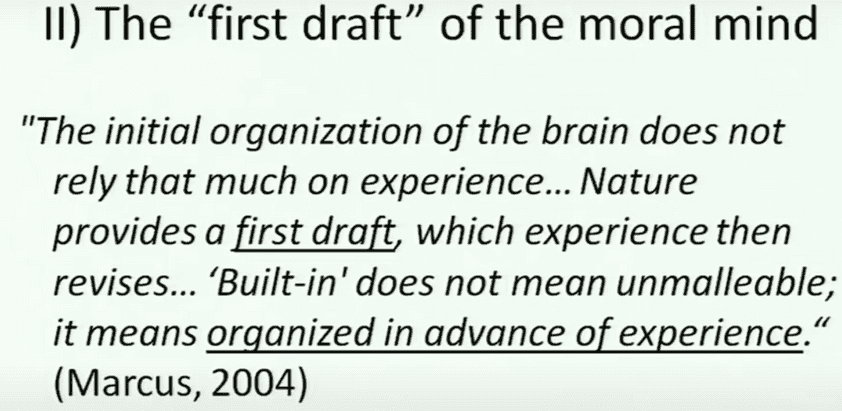 II) The “first draft” of the moral mind
"The initial organization of the brain does not
rely that much on experience... Nature
provides a first draft, which experience then
revises... ‘Built-in' does not mean unmalleable;
it means organized in advance of experience.“
(Marcus, 2004)